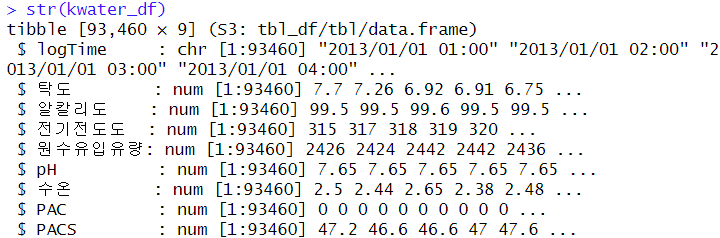 > str(kwater_df)
tibble [93,460 × 9] (S3: tbl_df/tbl/data.frame)
 $ logTime     : chr [1:93460] "2013/01/01 01:00" "2013/01/01 02:00" "2
013/01/01 03:00" "2013/01/01 04:00" ...
 $ 탁도        : num [1:93460] 7.7 7.26 6.92 6.91 6.75 ...
 $ 알칼리도    : num [1:93460] 99.5 99.5 99.6 99.5 99.5 ...
 $ 전기전도도  : num [1:93460] 315 317 318 319 320 ...
 $ 원수유입유량: num [1:93460] 2426 2424 2442 2442 2436 ...
 $ pH          : num [1:93460] 7.65 7.65 7.65 7.65 7.65 ...
 $ 수온        : num [1:93460] 2.5 2.44 2.65 2.38 2.48 ...
 $ PAC         : num [1:93460] 0 0 0 0 0 0 0 0 0 0 ...
 $ PACS        : num [1:93460] 47.2 46.6 46.6 47 47.6 ...